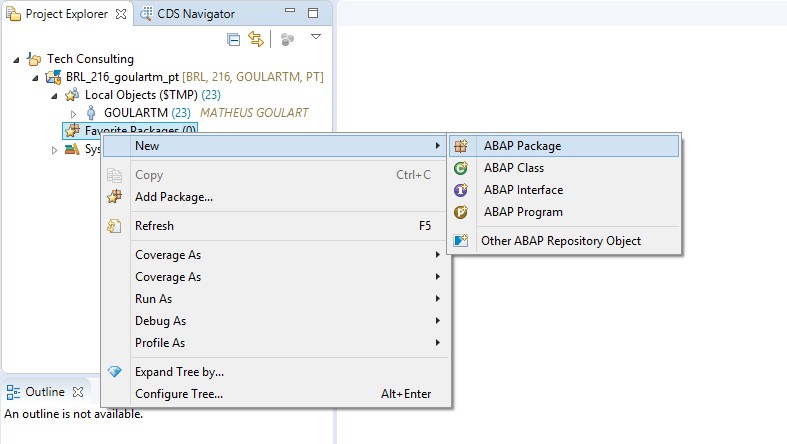 Project Explorer CDS Navigator
Tech Consulting
BRL_216_goulartm_pt [BRL, 216, GOULARTM, PT]
Local Objects ($TMP) (23)
GOULARTM (23) MATHEUS GOULART
Favorite Packages (0)
Sys
New
Copy Ctrl+C
Add Package...
Refresh F5
Coverage As
Coverage As
Run As
Debug As
Profile As
Expand Tree by...
Configure Tree... Alt+Enter
ABAP Package
ABAP Class
ABAP Interface
ABAP Program
Other ABAP Repository Object
Outline
An outline is not available.